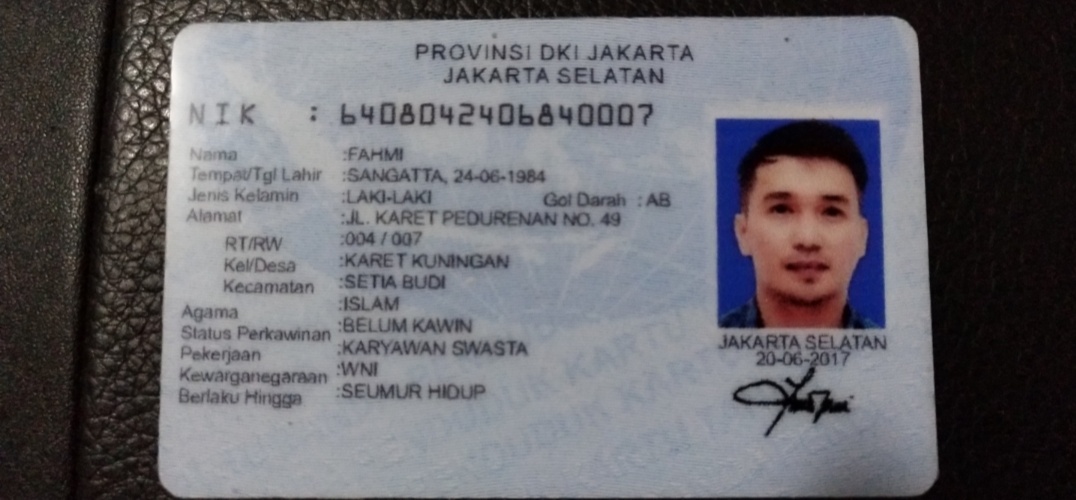 PROVINSI DKI JAKARTA
JAKARTA SELATAN
NIK : 6408042406840007
Nama :FAHMI
Tempat/Tgl Lahir :SANGATTA, 24-06-1984
Jenis Kelamin :LAKI-LAKI Gol Darah : AB
Alamat :JL. KARET PEDURENAN NO. 49
RT/RW :004 / 007
Kel/Desa :KARET KUNINGAN
Kecamatan :SETIA BUDI
Agama :ISLAM
Status Perkawinan :BELUM KAWIN
Pekerjaan :KARYAWAN SWASTA
Kewarganegaraan :WNI
Berlaku Hingga :SEUMUR HIDUP
JAKARTA SELATAN
20-06-2017